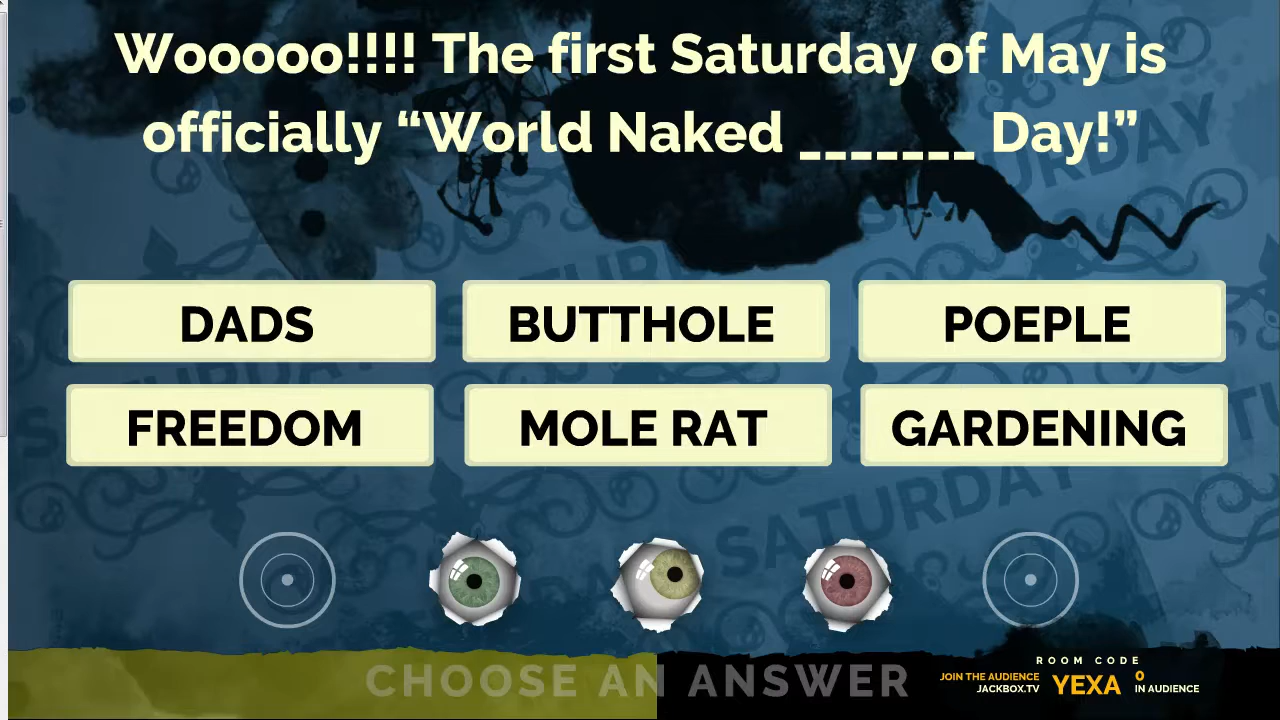 Wooooo!!!! The first Saturday of May is
officially “World Naked _______ Day!”
DADS
BUTTHOLE
POEPLE
FREEDOM
MOLE RAT
GARDENING
SATURDAY
CHOOSE AN ANSWER
ROOM CODE
JOIN THE AUDIENCE
JACKBOX.TV
YEXA
0
IN AUDIENCE